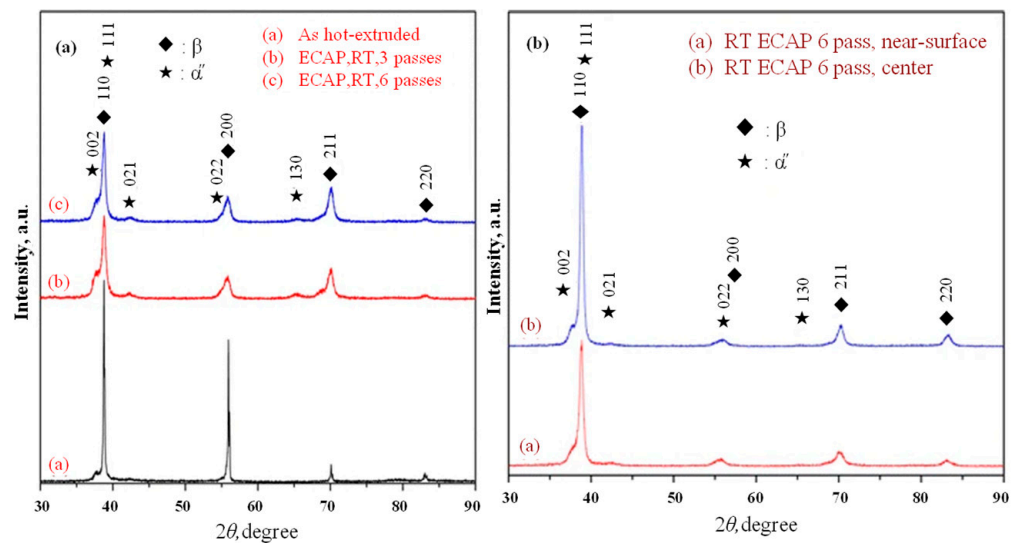 (a)
◆ : β
★ : α″
(a) As hot-extruded
(b) ECAP,RT,3 passes
(c) ECAP,RT,6 passes
002
110
111
021
022
200
130
211
220
(c)
(b)
(a)
Intensity, a.u.
30 40 50 60 70 80 90
2θ,degree
(b)
(a) RT ECAP 6 pass, near-surface
(b) RT ECAP 6 pass, center
◆ : β
★ : α″
002
110
111
021
022
200
130
211
220
(b)
(a)
Intensity, a.u.
30 40 50 60 70 80 90
2θ,degree